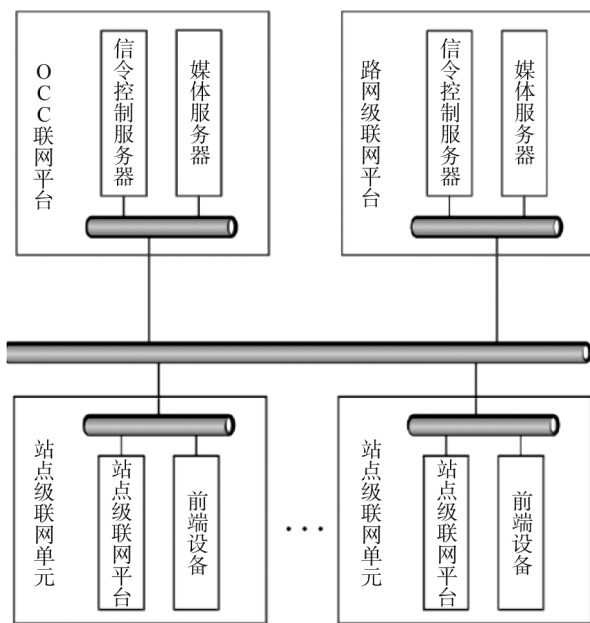 OCC联网平台
信令控制服务器
媒体服务器
路网级联网平台
信令控制服务器
媒体服务器
站点级联网单元
站点级联网平台
前端设备
...
站点级联网单元
站点级联网平台
前端设备